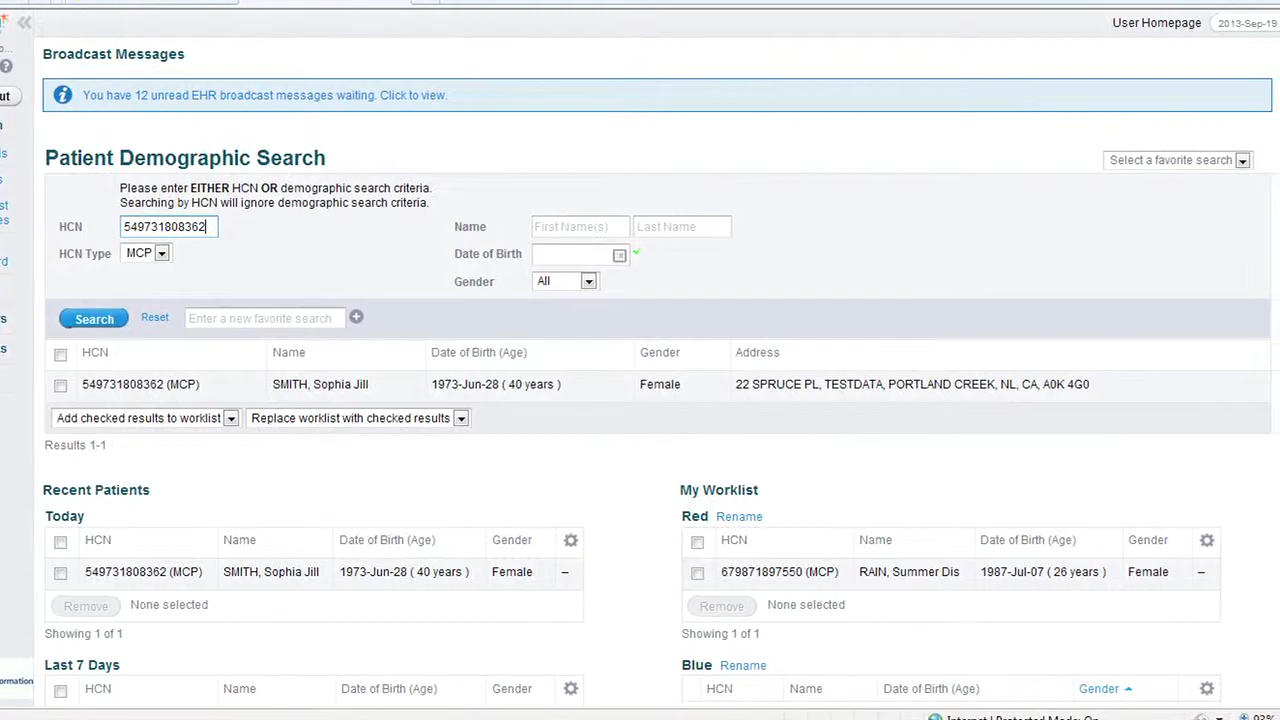 User Homepage
2013-Sep-19
Broadcast Messages
You have 12 unread EHR broadcast messages waiting. Click to view.
Patient Demographic Search
Select a favorite search
Please enter EITHER HCN OR demographic search criteria.
Searching by HCN will ignore demographic search criteria.
HCN 549731808362 Name First Name(s) Last Name
HCN Type MCP Date of Birth
Gender All
Search Reset Enter a new favorite search
HCN Name Date of Birth (Age) Gender Address
549731808362 (MCP) SMITH, Sophia Jill 1973-Jun-28 ( 40 years ) Female 22 SPRUCE PL, TESTDATA, PORTLAND CREEK, NL, CA, A0K 4G0
Add checked results to worklist Replace worklist with checked results
Results 1-1
Recent Patients
Today
HCN Name Date of Birth (Age) Gender
549731808362 (MCP) SMITH, Sophia Jill 1973-Jun-28 ( 40 years ) Female –
Remove None selected
Showing 1 of 1
Last 7 Days
HCN Name Date of Birth (Age) Gender
My Worklist
Red Rename
HCN Name Date of Birth (Age) Gender
679871897550 (MCP) RAIN, Summer Dis 1987-Jul-07 ( 26 years ) Female –
Remove None selected
Showing 1 of 1
Blue Rename
HCN Name Date of Birth (Age) Gender